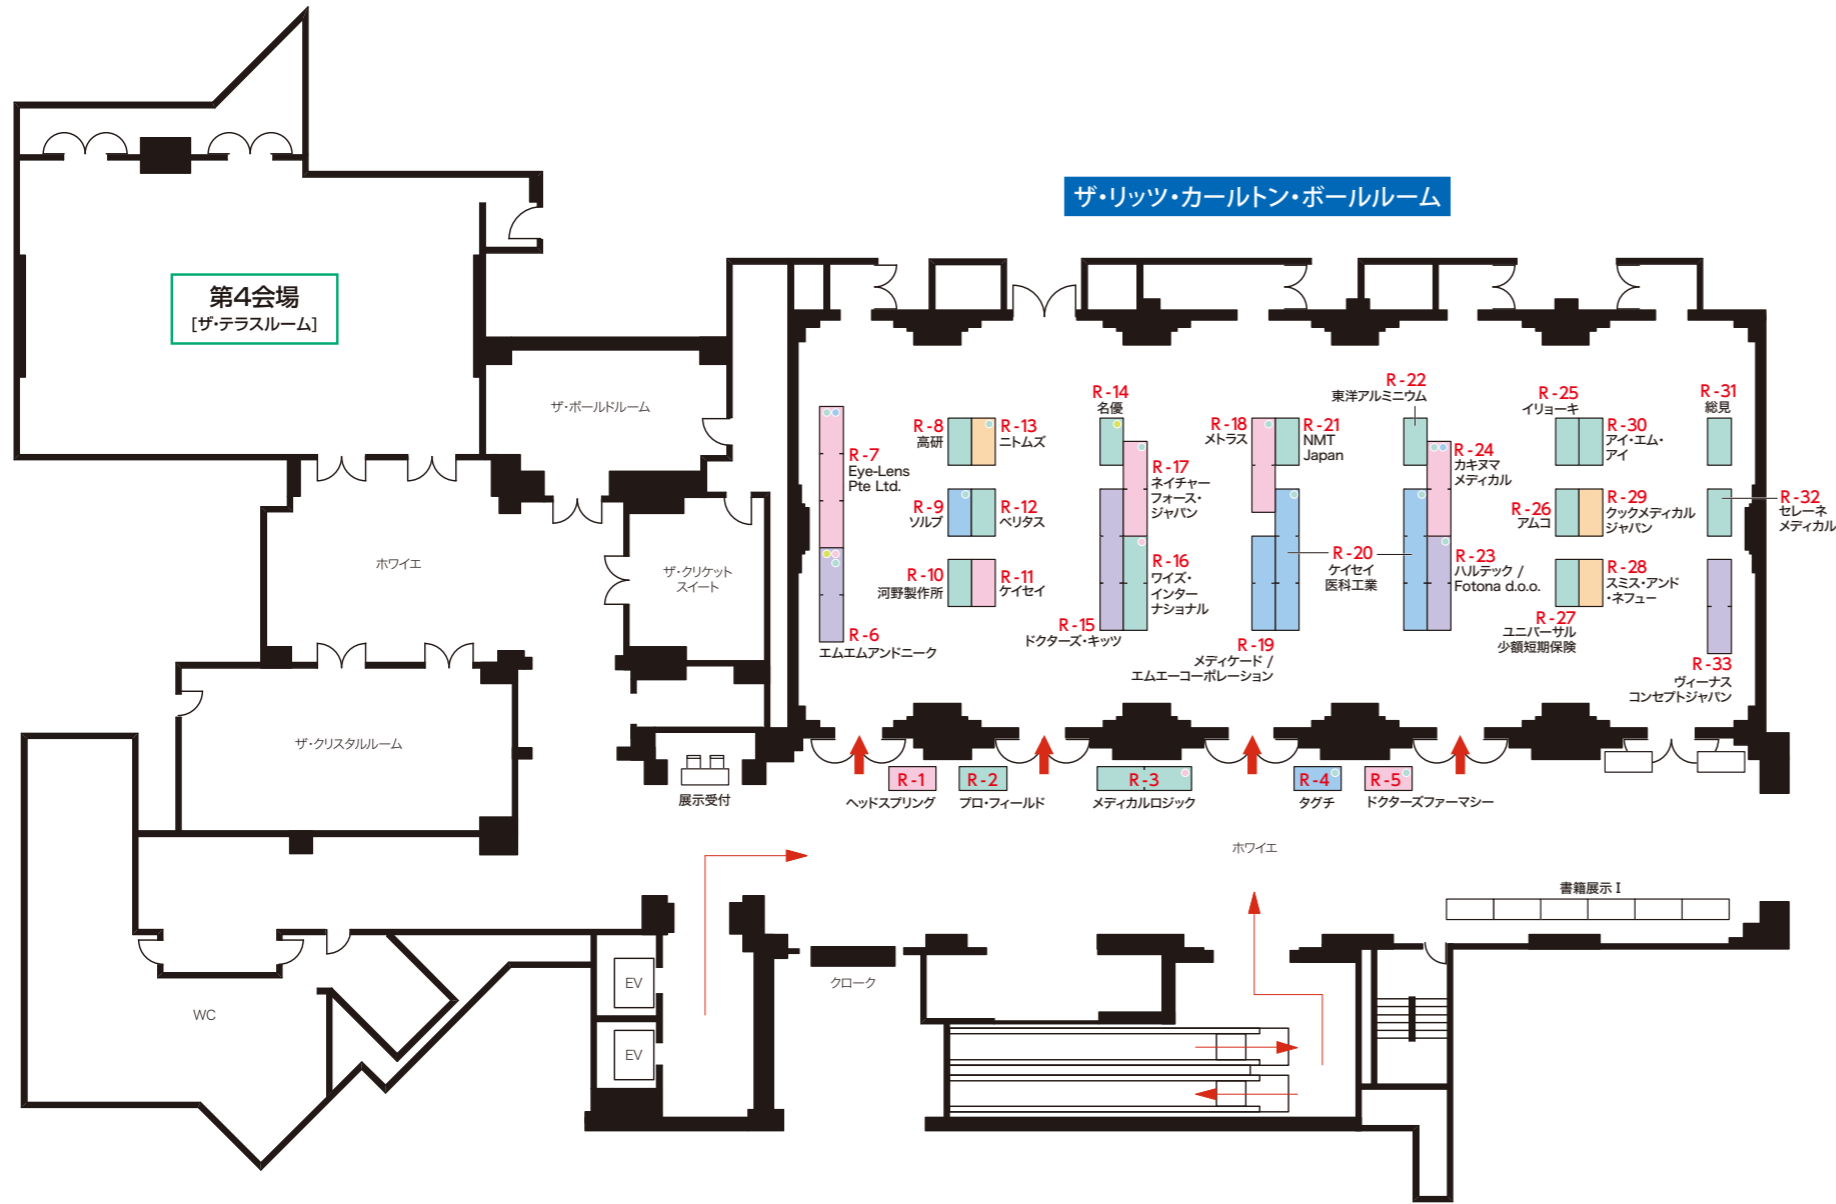 ザ・リッツ・カールトン・ボールルーム
第4会場
[ザ・テラスルーム]
ザ・ボールドルーム
ホワイエ
ザ・クリケット
スイート
ザ・クリスタルルーム
R-7
Eye-Lens
Pte Ltd.
R-6
エムエムアンドニーク
R-8
高研
R-13
ニトムズ
R-9
ソルブ
R-12
ベリタス
R-10
河野製作所
R-11
ケイセイ
R-14
名優
R-17
ネイチャー
フォース・
ジャパン
R-16
ワイズ・
インター
ナショナル
R-15
ドクターズ・キッツ
R-18
メトラス
R-21
NMT
Japan
R-20
ケイセイ
医科工業
R-19
メディケード /
エムエーコーポレーション
R-22
東洋アルミニウム
R-24
カキヌマ
メディカル
R-23
ハルテック /
Fotona d.o.o.
R-25
イリョーキ
R-30
アイ・エム・
アイ
R-26
アムコ
R-29
クックメディカル
ジャパン
R-28
スミス・アンド
・ネフュー
R-27
ユニバーサル
少額短期保険
R-31
総見
R-32
セレーネ
メディカル
R-33
ヴィーナス
コンセプトジャパン
展示受付
R-1
ヘッドスプリング
R-2
プロ・フィールド
R-3
メディカルロジック
R-4
タグチ
R-5
ドクターズファーマシー
ホワイエ
書籍展示 I
クローク
EV
EV
WC